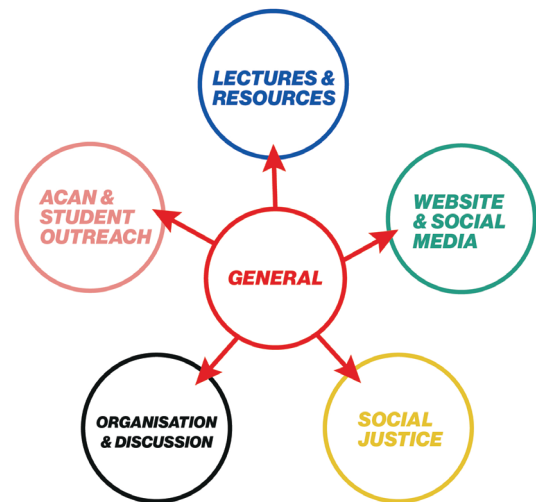 LECTURES &
RESOURCES
ACAN &
STUDENT
OUTREACH
WEBSITE
& SOCIAL
MEDIA
GENERAL
ORGANISATION
& DISCUSSION
SOCIAL
JUSTICE